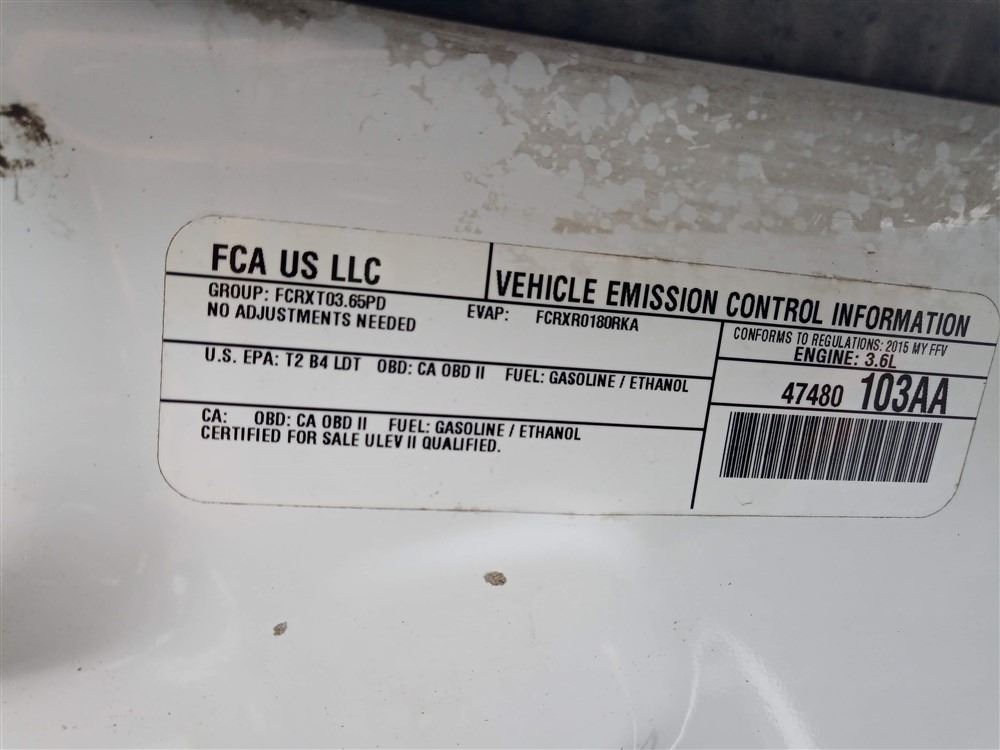 FCA US LLC
VEHICLE EMISSION CONTROL INFORMATION
GROUP: FCRXT03.65PD
EVAP: FCRXR0180RKA
NO ADJUSTMENTS NEEDED
CONFORMS TO REGULATIONS: 2015 MY FFV
ENGINE: 3.6L
U.S. EPA: T2 B4 LDT OBD: CA OBD II FUEL: GASOLINE / ETHANOL
47480 103AA
CA: OBD: CA OBD II FUEL: GASOLINE / ETHANOL
CERTIFIED FOR SALE ULEV II QUALIFIED.